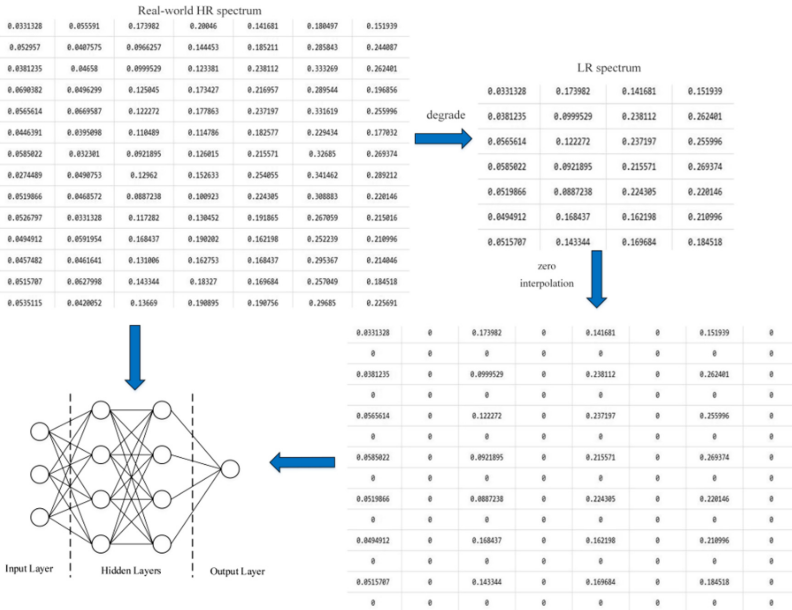 Real-world HR spectrum
0.0331328 0.055591 0.173982 0.20046 0.141681 0.180497 0.151939
0.052957 0.0407575 0.0966257 0.144453 0.185211 0.285843 0.244087
0.0381235 0.04658 0.0999529 0.123381 0.238112 0.333269 0.262401
0.0690382 0.0496299 0.125045 0.173427 0.216957 0.289544 0.196856
0.0565614 0.0669587 0.122272 0.177863 0.237197 0.331619 0.255996
0.0446391 0.0395098 0.110489 0.114786 0.182577 0.229434 0.177032
0.0585022 0.032301 0.0921895 0.126015 0.215571 0.32685 0.269374
0.0274489 0.0490753 0.12962 0.152633 0.254055 0.341462 0.289212
0.0519866 0.0468572 0.0887238 0.100923 0.224305 0.308883 0.220146
0.0526797 0.0331328 0.117282 0.130452 0.191865 0.267059 0.215016
0.0494912 0.0591954 0.168437 0.190202 0.162198 0.252239 0.210996
0.0457482 0.0461641 0.131006 0.162753 0.168437 0.295367 0.214046
0.0515707 0.0627998 0.143344 0.18327 0.169684 0.257049 0.184518
0.0535115 0.0420052 0.13669 0.190895 0.190756 0.29685 0.225691
degrade
LR spectrum
0.0331328 0.173982 0.141681 0.151939
0.0381235 0.0999529 0.238112 0.262401
0.0565614 0.122272 0.237197 0.255996
0.0585022 0.0921895 0.215571 0.269374
0.0519866 0.0887238 0.224305 0.220146
0.0494912 0.168437 0.162198 0.210996
0.0515707 0.143344 0.169684 0.184518
zero
interpolation
0.0331328 0 0.173982 0 0.141681 0 0.151939 0
0 0 0 0 0 0 0 0
0.0381235 0 0.0999529 0 0.238112 0 0.262401 0
0 0 0 0 0 0 0 0
0.0565614 0 0.122272 0 0.237197 0 0.255996 0
0 0 0 0 0 0 0 0
0.0585022 0 0.0921895 0 0.215571 0 0.269374 0
0 0 0 0 0 0 0 0
0.0519866 0 0.0887238 0 0.224305 0 0.220146 0
0 0 0 0 0 0 0 0
0.0494912 0 0.168437 0 0.162198 0 0.210996 0
0 0 0 0 0 0 0 0
0.0515707 0 0.143344 0 0.169684 0 0.184518 0
0 0 0 0 0 0 0 0
Input Layer Hidden Layers Output Layer